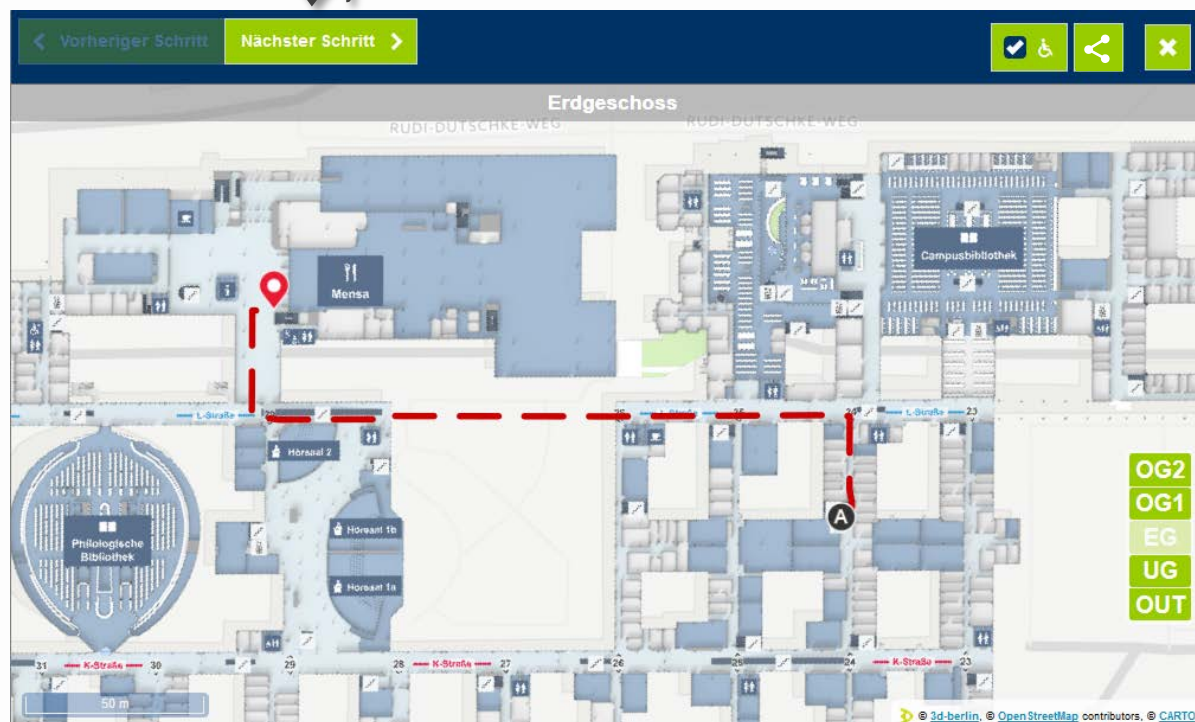 Vorheriger Schritt
Nächster Schritt
Erdgeschoss
RUDI-DUTSCHKE-WEG
RUDI-DUTSCHKE-WEG
Campusbibliothek
Mensa
L-Straße
29
26
L-Straße
25
24
L-Straße
23
Hörsaal 2
Hörsaal 1b
Philologische
Bibliothek
Hörsaal 1a
A
OG2
OG1
EG
UG
OUT
31
K-Straße
30
29
28
K-Straße
27
26
25
24
K-Straße
23
50 m
© 3d-berlin, © OpenStreetMap contributors, © CARTO